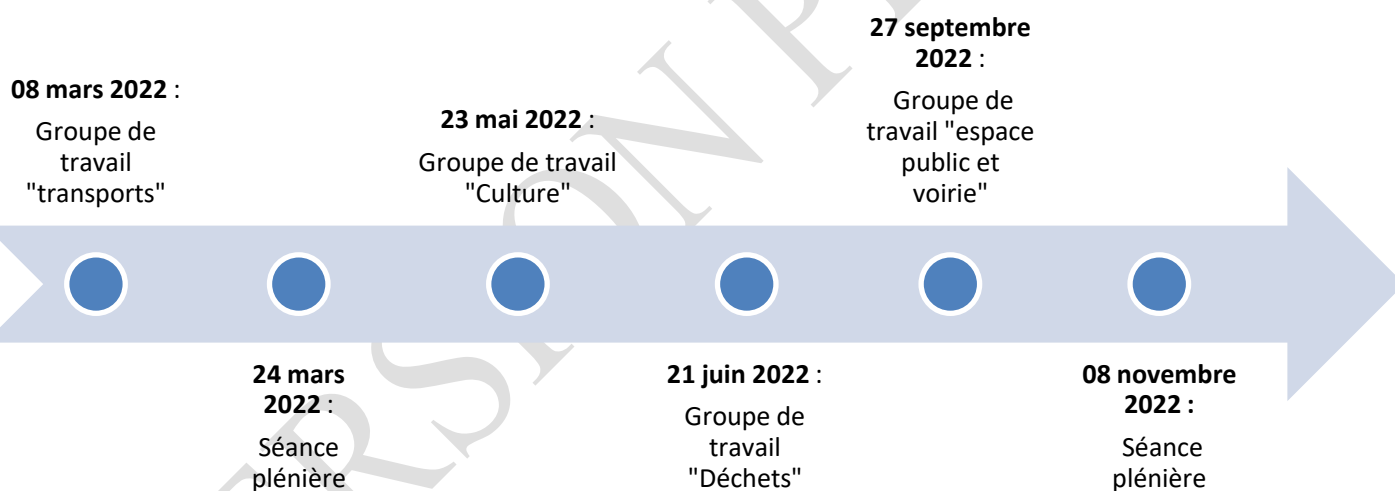 08 mars 2022 :
Groupe de
travail
"transports"
24 mars
2022 :
Séance
plénière
23 mai 2022 :
Groupe de travail
"Culture"
21 juin 2022 :
Groupe de
travail
"Déchets"
27 septembre
2022 :
Groupe de
travail "espace
public et
voirie"
08 novembre
2022 :
Séance
plénière